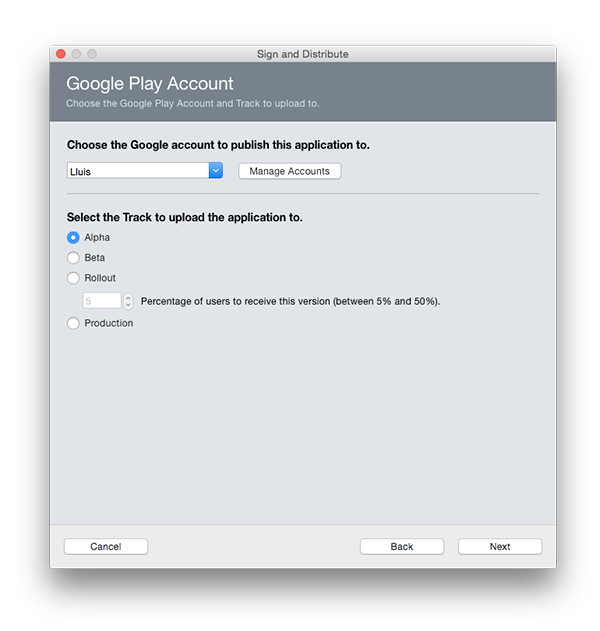 Sign and Distribute
Google Play Account
Choose the Google Play Account and Track to upload to.
Choose the Google account to publish this application to.
Lluis
Manage Accounts
Select the Track to upload the application to.
Alpha
Beta
Rollout
5 Percentage of users to receive this version (between 5% and 50%).
Production
Cancel Back Next